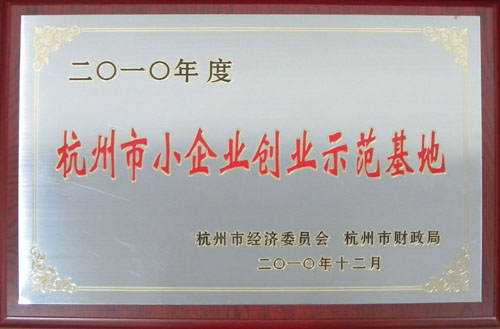 二〇一〇年度
杭州市小企业创业示范基地
杭州市经济委员会 杭州市财政局
二〇一〇年十二月